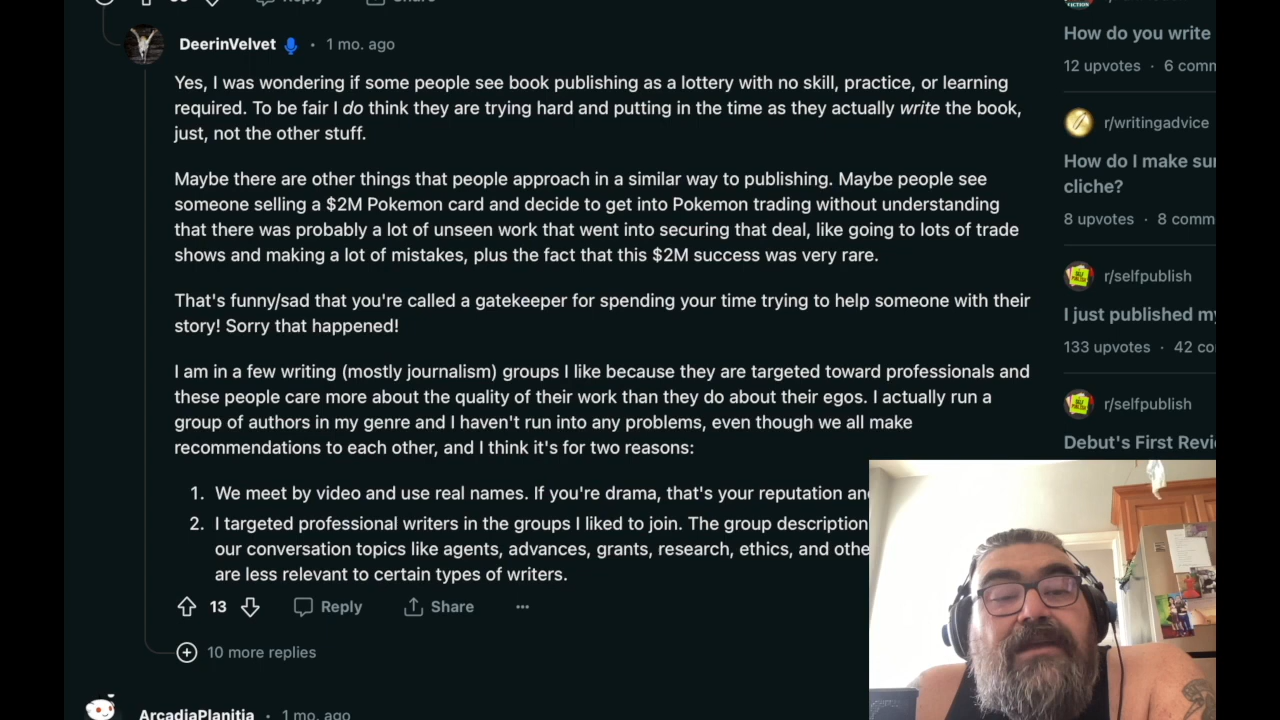 Reply
Share
DeerinVelvet • 1 mo. ago
Yes, I was wondering if some people see book publishing as a lottery with no skill, practice, or learning
required. To be fair I do think they are trying hard and putting in the time as they actually write the book,
just, not the other stuff.
Maybe there are other things that people approach in a similar way to publishing. Maybe people see
someone selling a $2M Pokemon card and decide to get into Pokemon trading without understanding
that there was probably a lot of unseen work that went into securing that deal, like going to lots of trade
shows and making a lot of mistakes, plus the fact that this $2M success was very rare.
That's funny/sad that you're called a gatekeeper for spending your time trying to help someone with their
story! Sorry that happened!
I am in a few writing (mostly journalism) groups I like because they are targeted toward professionals and
these people care more about the quality of their work than they do about their egos. I actually run a
group of authors in my genre and I haven't run into any problems, even though we all make
recommendations to each other, and I think it's for two reasons:
1. We meet by video and use real names. If you're drama, that's your reputation an
2. I targeted professional writers in the groups I liked to join. The group description
our conversation topics like agents, advances, grants, research, ethics, and othe
are less relevant to certain types of writers.
13 Reply Share •••
10 more replies
ArcadiaPlanitia • 1 mo. ago
FICTION
How do you write
12 upvotes • 6 comm
r/writingadvice
How do I make sur
cliche?
8 upvotes • 8 comm
r/selfpublish
I just published my
133 upvotes • 42 co
r/selfpublish
Debut's First Revie